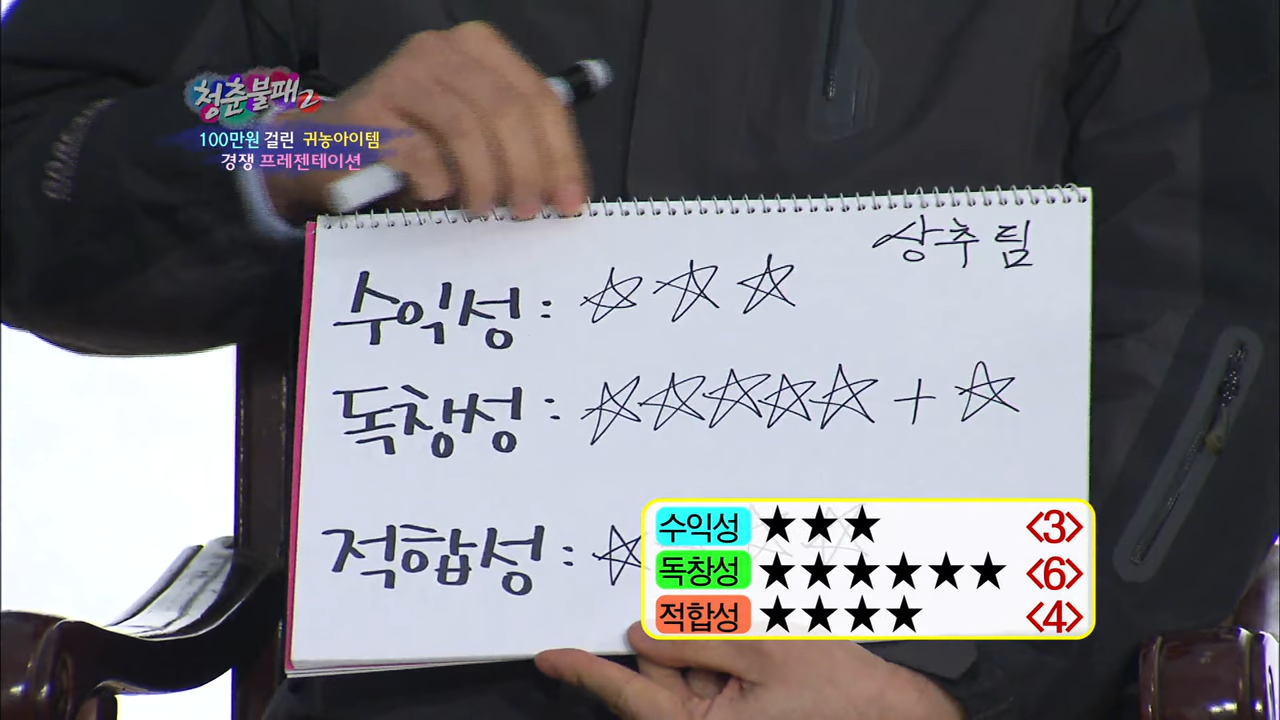 청춘불패2
100만원 걸린 귀농아이템
경쟁 프레젠테이션
상추팀
수익성 : ☆☆☆
독창성 : ☆☆☆☆☆ + ☆
적합성 : ☆
수익성 ★★★ <3>
독창성 ★★★★★★ <6>
적합성 ★★★★ <4>